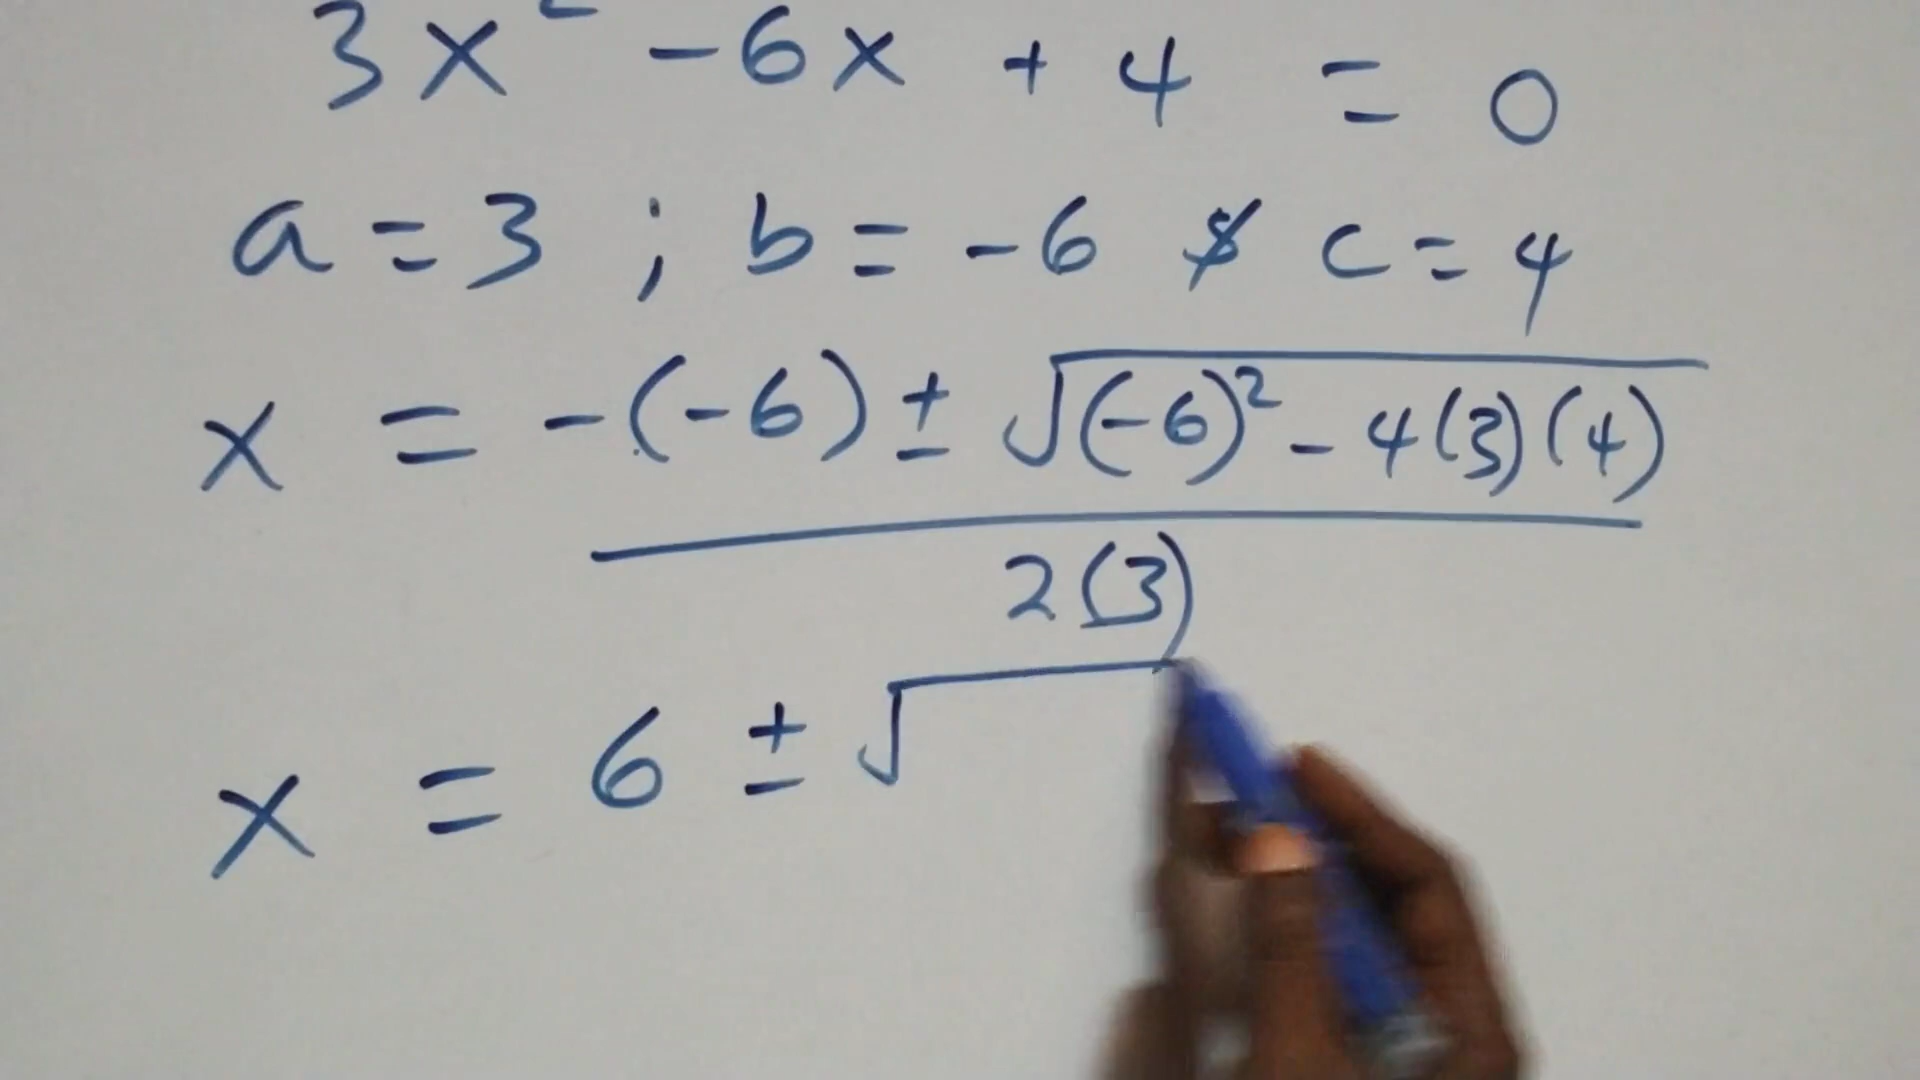 3x² - 6x + 4 = 0
a = 3 ; b = -6 & c = 4
x = -(-6) ± √(-6)² - 4(3)(4)
2(3)
x = 6 ± √